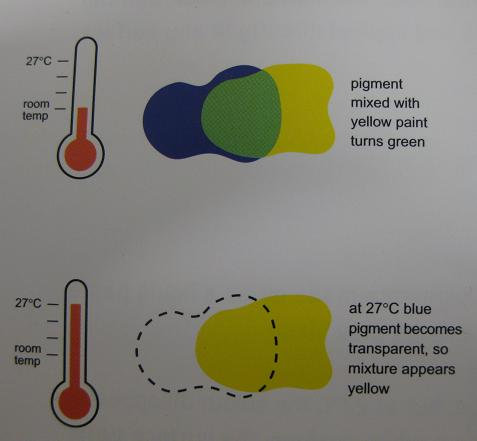 27°C
room
temp
pigment
mixed with
yellow paint
turns green
27°C
room
temp
at 27°C blue
pigment becomes
transparent, so
mixture appears
yellow